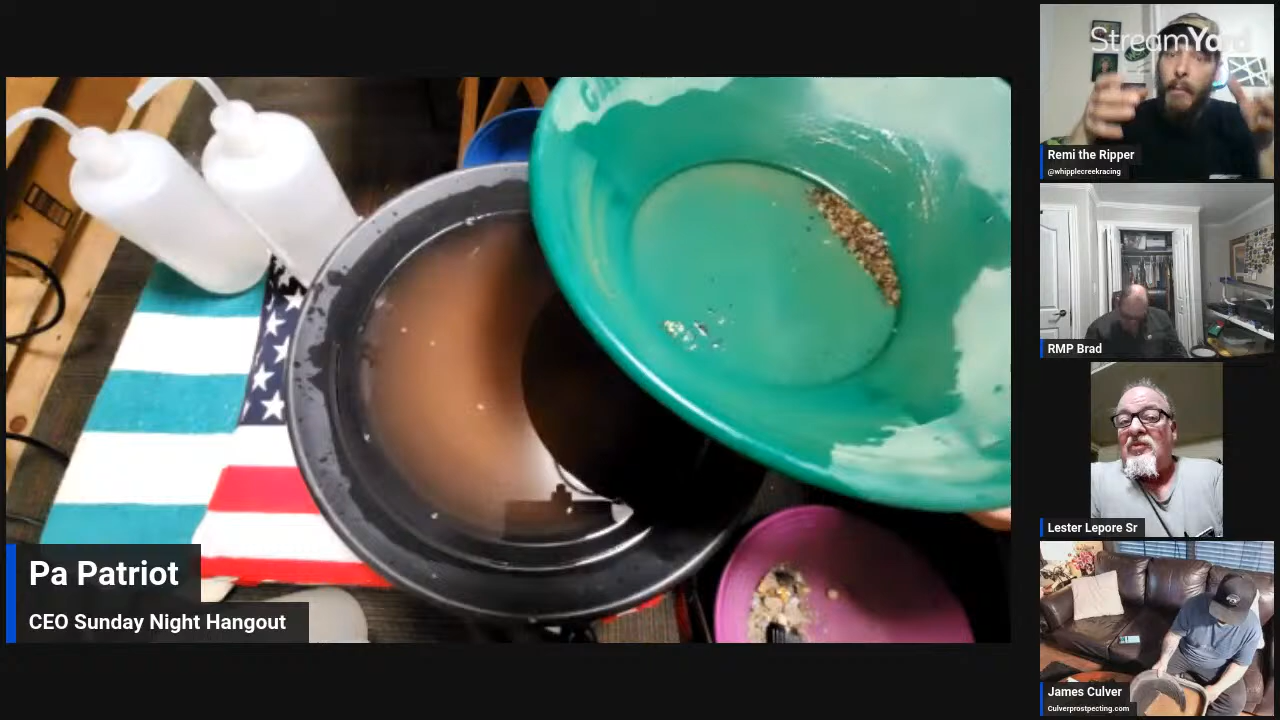 Pa Patriot
CEO Sunday Night Hangout
StreamYard
Remi the Ripper
@whipplecreekracing
RMP Brad
Lester Lepore Sr
James Culver
Culverprostpecting.com